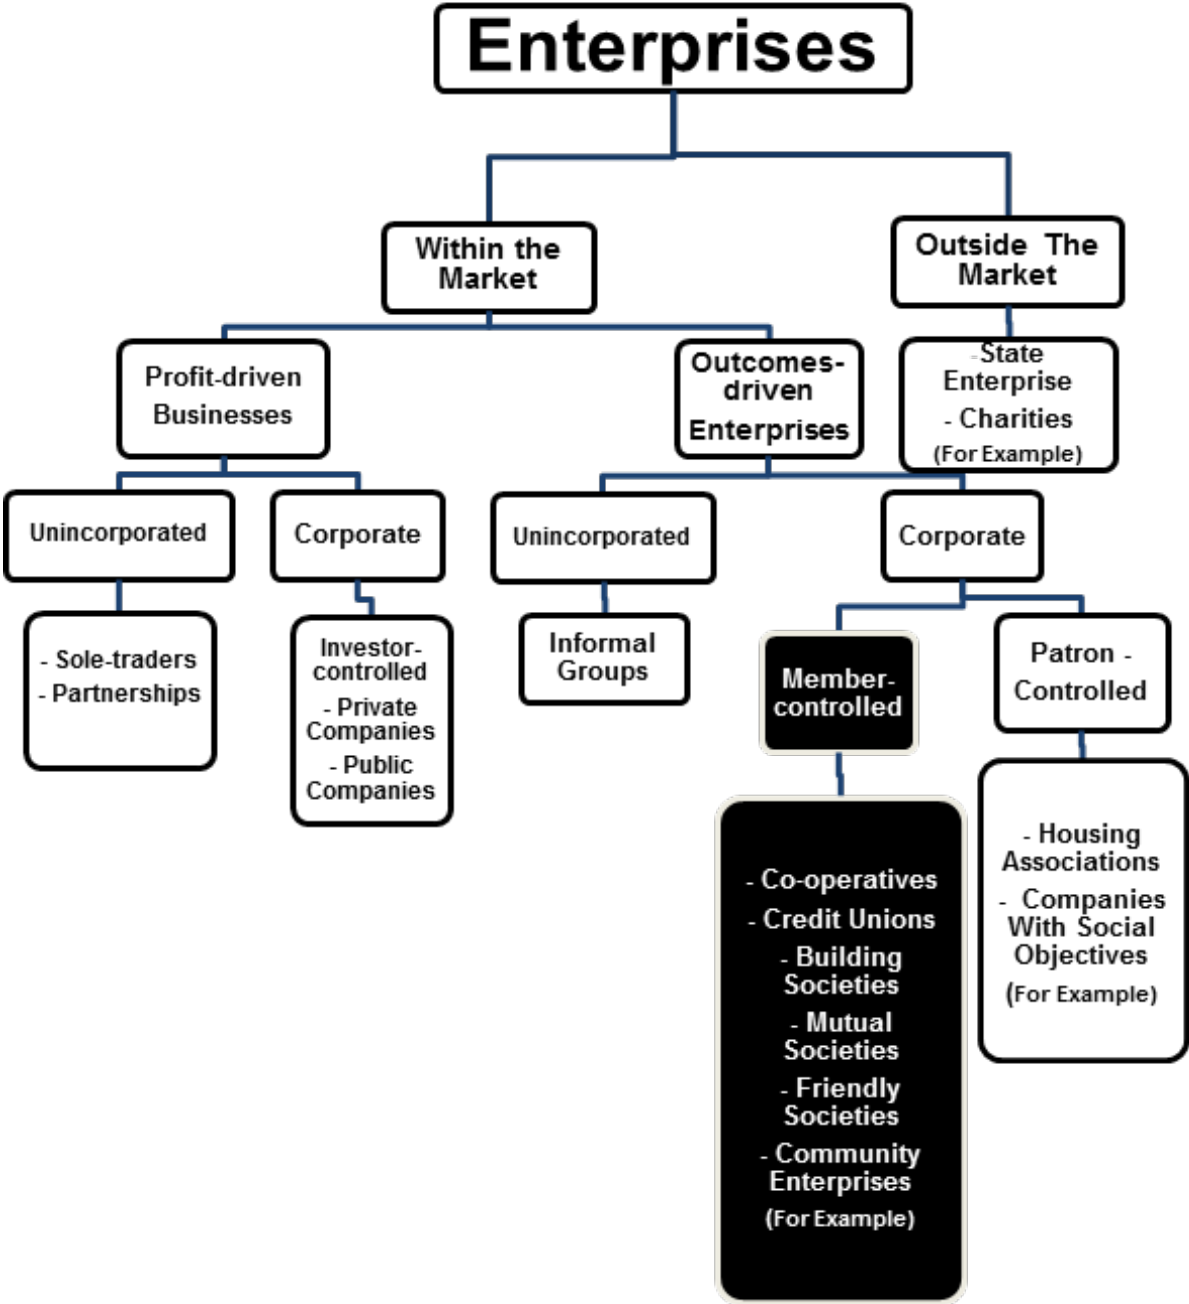 Enterprises
Within the
Market
Outside The
Market
Profit-driven
Businesses
Outcomes-
driven
Enterprises
-State
Enterprise
- Charities
(For Example)
Unincorporated
Corporate
Unincorporated
Corporate
- Sole-traders
- Partnerships
Investor-
controlled
- Private
Companies
- Public
Companies
Informal
Groups
Member-
controlled
Patron -
Controlled
- Co-operatives
- Credit Unions
- Building
Societies
- Mutual
Societies
- Friendly
Societies
- Community
Enterprises
(For Example)
- Housing
Associations
- Companies
With Social
Objectives
(For Example)